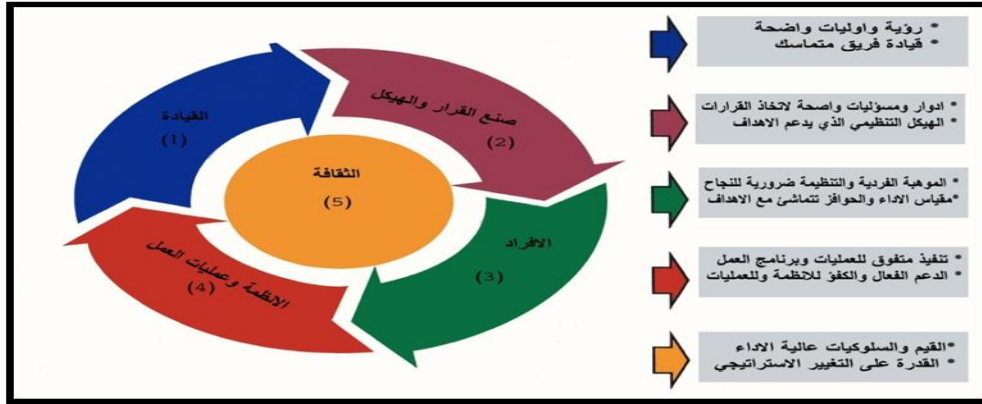 القيادة
(1)
صنع القرار والهيكل
(2)
الافراد
(3)
الانظمة وعمليات العمل
(4)
الثقافة
(5)
* رؤية واوليات واضحة
* قيادة فريق متماسك
* ادوار ومسؤليات واصحة لاتخاذ القرارات
* الهيكل التنظيمي الذي يدعم الاهداف
* الموهبة الفردية والتنظيمة ضرورية للنجاح
*مقياس الاداء والحوافز تتماشئ مع الاهداف
* تنفيذ متفوق للعمليات وبرنامج العمل
* الدعم الفعال والكفؤ للانظمة وللعمليات
*القيم والسلوكيات عالية الاداء
* القدرة على التغيير الاستراتيجي